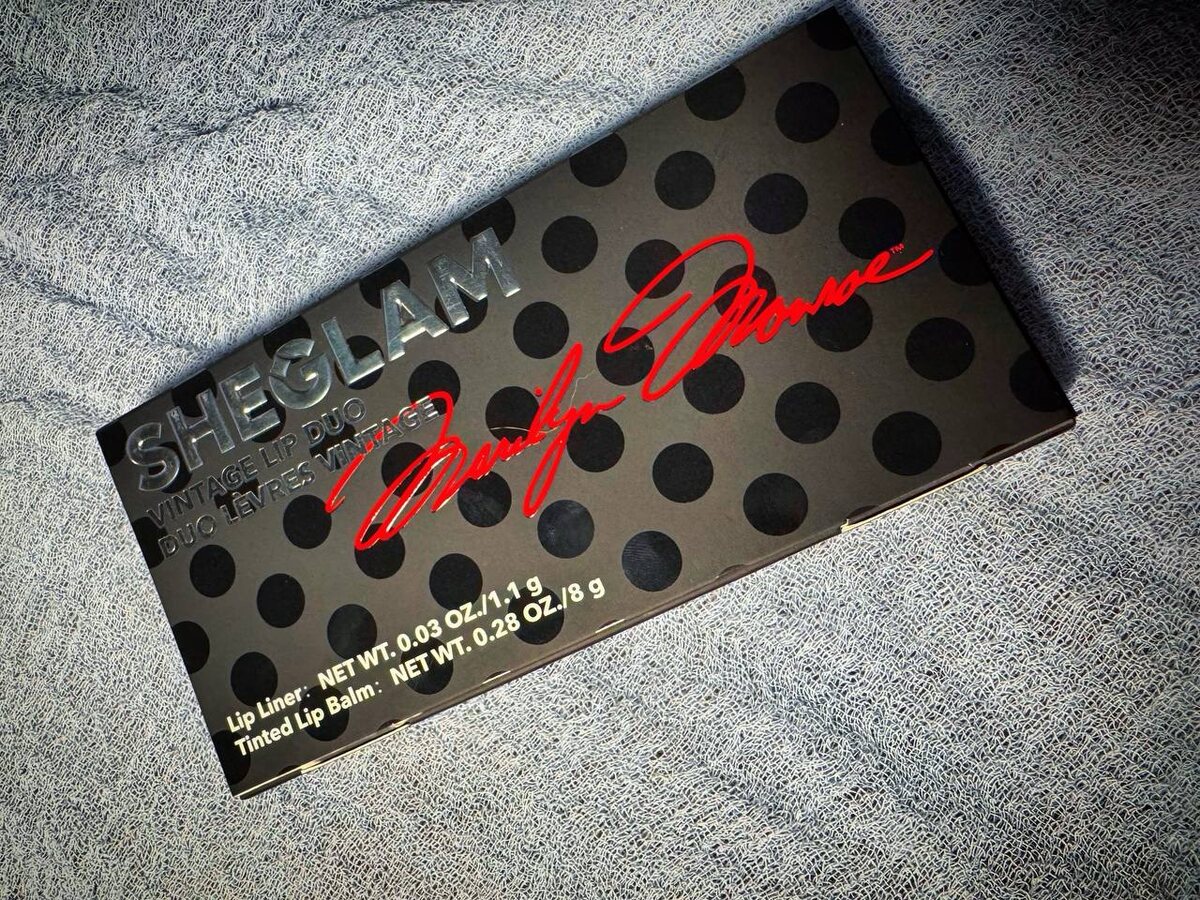 SHEGLAM
VINTAGE LIP DUO
DUO LÈVRES VINTAGE
Marilyn Monroe™
Lip Liner: NET WT. 0.03 OZ./1.1 g
Tinted Lip Balm: NET WT. 0.28 OZ./8 g